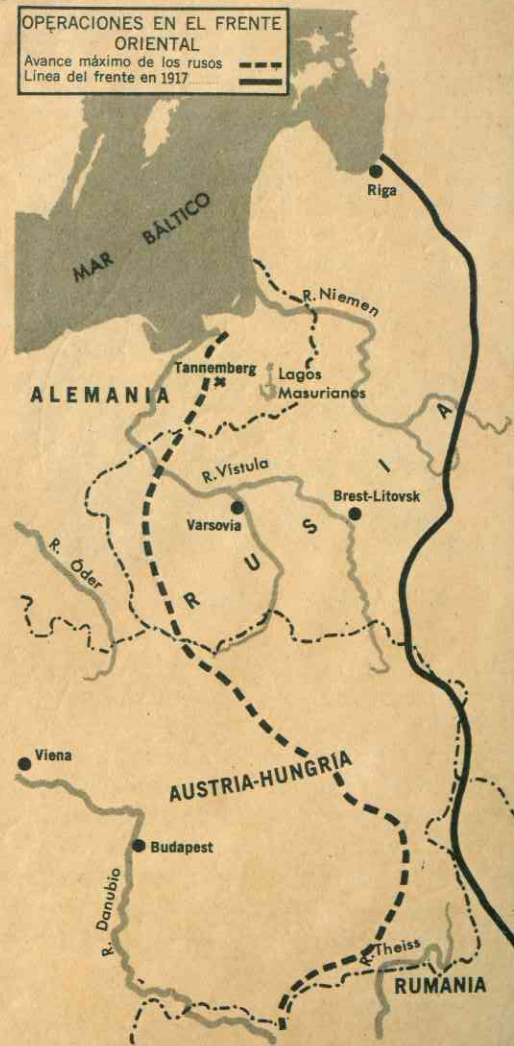 OPERACIONES EN EL FRENTE
ORIENTAL
Avance máximo de los rusos
Línea del frente en 1917
Riga
MAR BÁLTICO
R. Niemen
Tannemberg
Lagos
Masurianos
ALEMANIA
R. Vístula
Brest-Litovsk
Varsovia
RUSIA
R. Óder
Viena
AUSTRIA-HUNGRIA
Budapest
R. Danubio
R. Theiss
RUMANIA